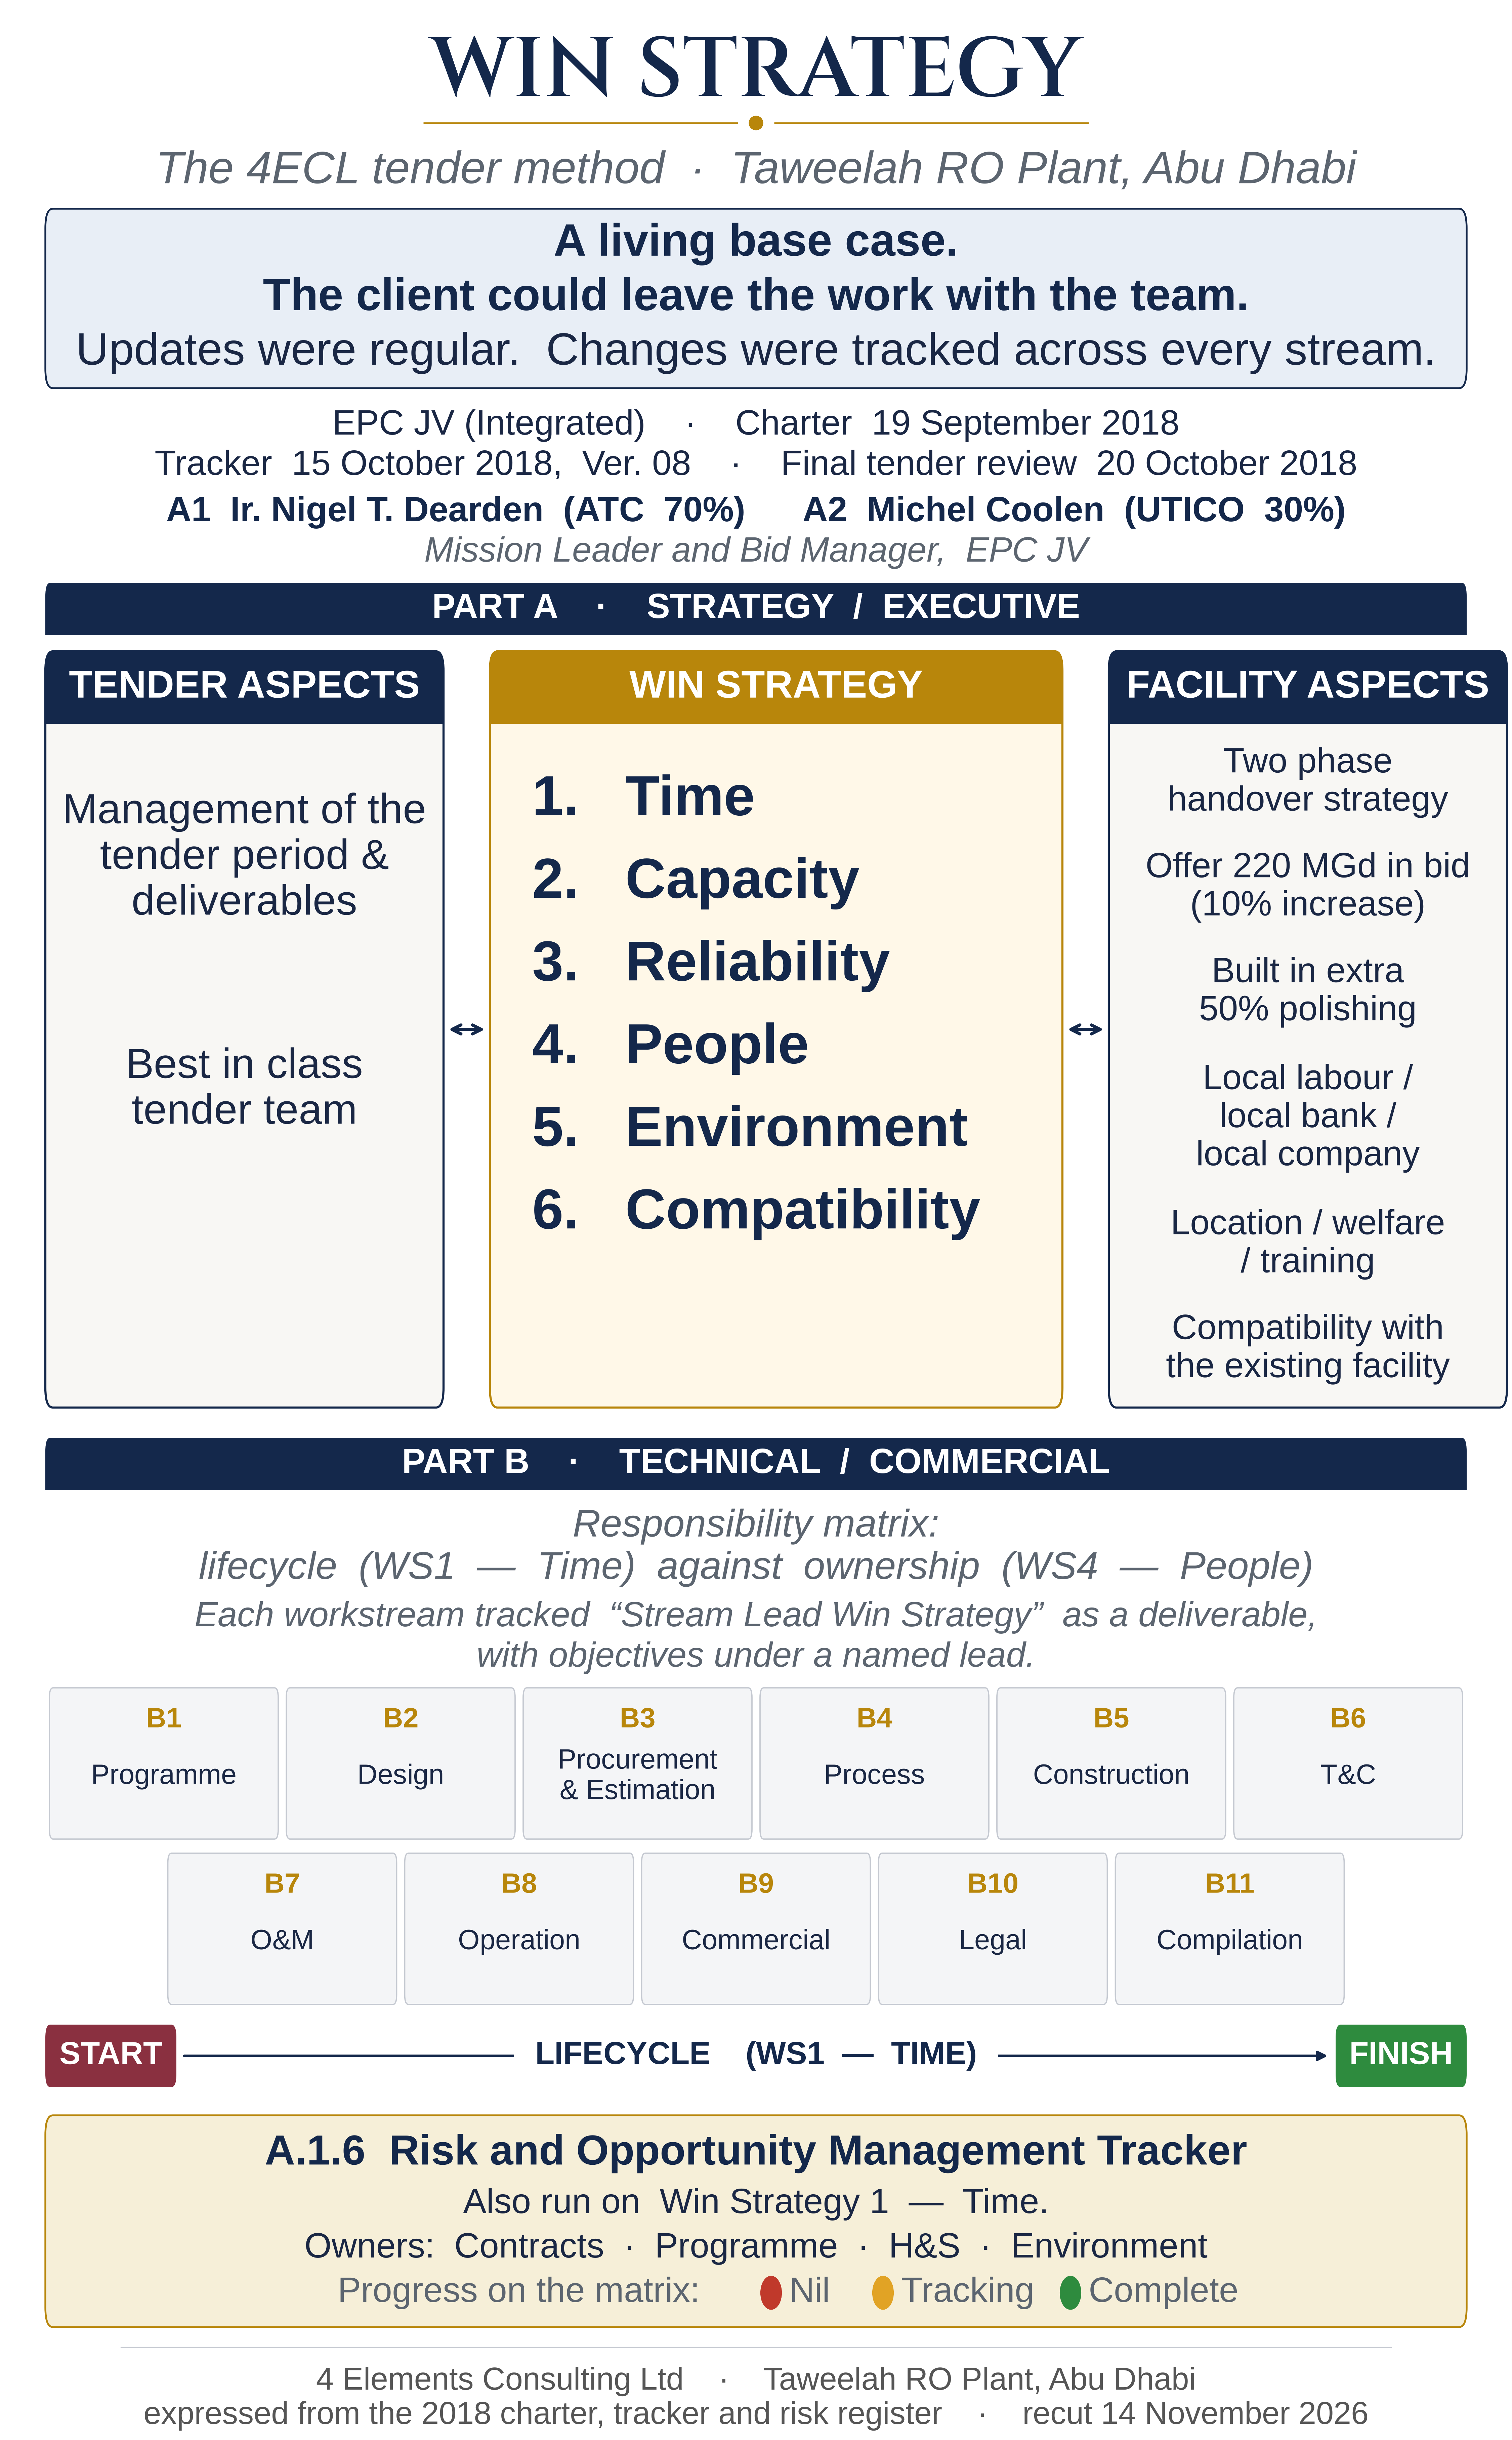 WIN STRATEGY
The 4ECL tender method · Taweelah RO Plant, Abu Dhabi
A living base case.
The client could leave the work with the team.
Updates were regular. Changes were tracked across every stream.
EPC JV (Integrated) · Charter 19 September 2018
Tracker 15 October 2018, Ver. 08 · Final tender review 20 October 2018
A1 Ir. Nigel T. Dearden (ATC 70%) A2 Michel Coolen (UTICO 30%)
Mission Leader and Bid Manager, EPC JV
PART A · STRATEGY / EXECUTIVE
TENDER ASPECTS
Management of the
tender period &
deliverables
Best in class
tender team
WIN STRATEGY
1. Time
2. Capacity
3. Reliability
4. People
5. Environment
6. Compatibility
FACILITY ASPECTS
Two phase
handover strategy
Offer 220 MGd in bid
(10% increase)
Built in extra
50% polishing
Local labour /
local bank /
local company
Location / welfare
/ training
Compatibility with
the existing facility
PART B · TECHNICAL / COMMERCIAL
Responsibility matrix:
lifecycle (WS1 — Time) against ownership (WS4 — People)
Each workstream tracked “Stream Lead Win Strategy” as a deliverable,
with objectives under a named lead.
B1
Programme
B2
Design
B3
Procurement
& Estimation
B4
Process
B5
Construction
B6
T&C
B7
O&M
B8
Operation
B9
Commercial
B10
Legal
B11
Compilation
START
LIFECYCLE (WS1 — TIME)
FINISH
A.1.6 Risk and Opportunity Management Tracker
Also run on Win Strategy 1 — Time.
Owners: Contracts · Programme · H&S · Environment
Progress on the matrix: Nil Tracking Complete
4 Elements Consulting Ltd · Taweelah RO Plant, Abu Dhabi
expressed from the 2018 charter, tracker and risk register · recut 14 November 2026